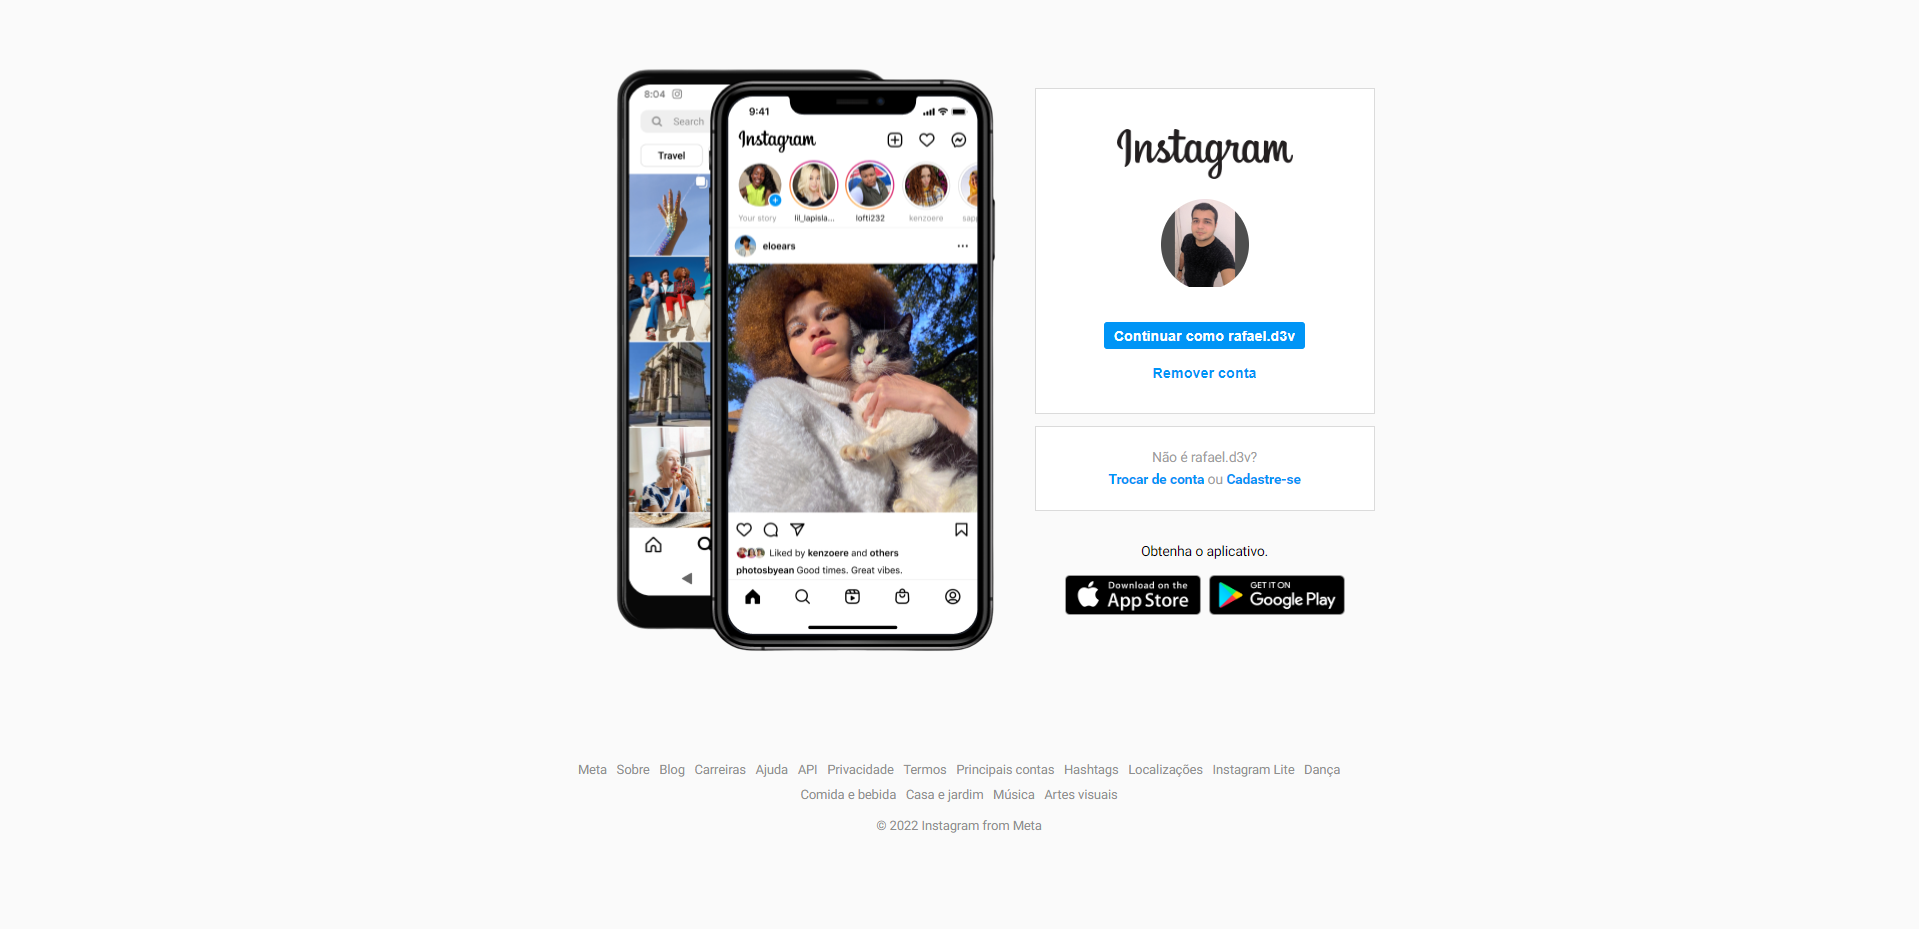 8:04
Search
Travel
9:41
Instagram
Your story
lil_lapisla...
lofti232
kenzoere
sapp
eloears
Liked by kenzoere and others
photosbyean Good times. Great vibes.
Instagram
Continuar como rafael.d3v
Remover conta
Não é rafael.d3v?
Trocar de conta ou Cadastre-se
Obtenha o aplicativo.
Download on the
App Store
GET IT ON
Google Play
Meta Sobre Blog Carreiras Ajuda API Privacidade Termos Principais contas Hashtags Localizações Instagram Lite Dança
Comida e bebida Casa e jardim Música Artes visuais
© 2022 Instagram from Meta